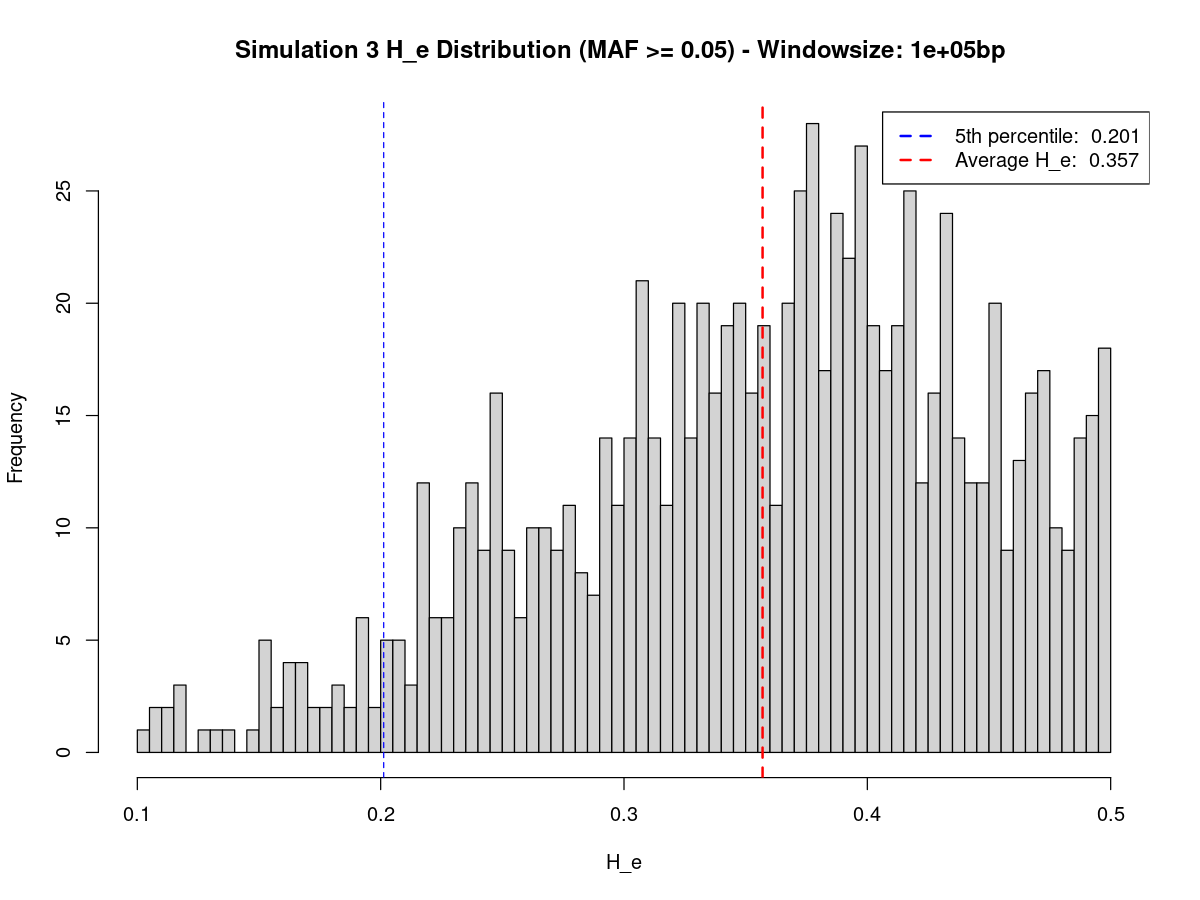 Simulation 3 H_e Distribution (MAF >= 0.05) - Windowsize: 1e+05bp
5th percentile:  0.201
Average H_e:  0.357
Frequency
25
20
15
10
5
0
0.1 0.2 0.3 0.4 0.5
H_e